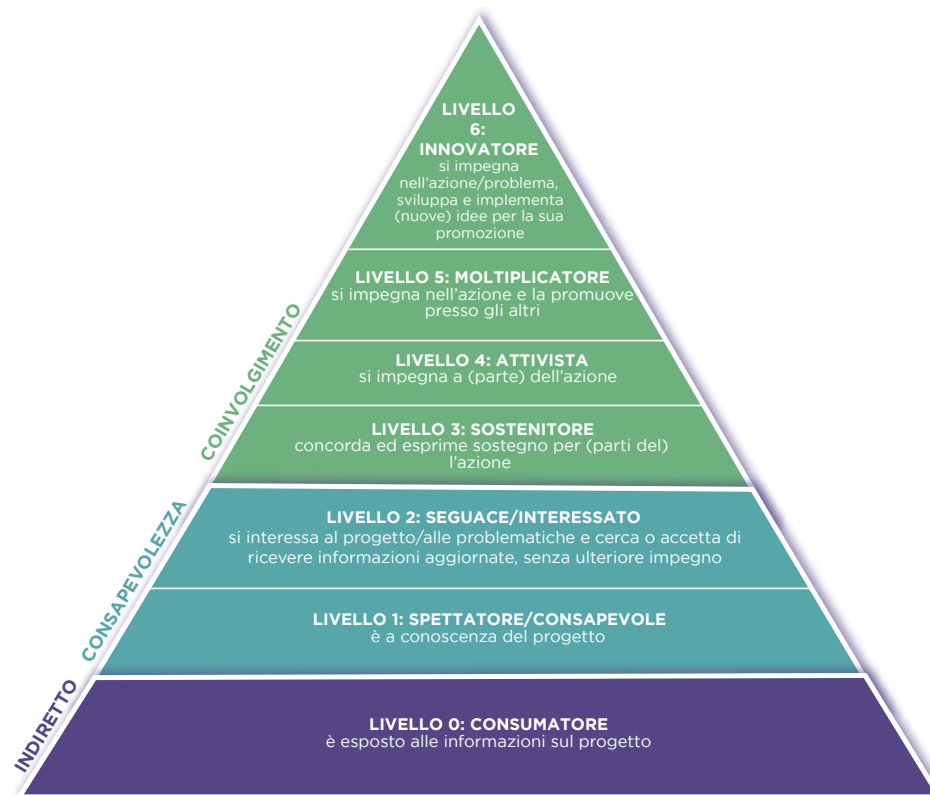 LIVELLO
6:
INNOVATORE
si impegna
nell'azione/problema,
sviluppa e implementa
(nuove) idee per la sua
promozione
LIVELLO 5: MOLTIPLICATORE
si impegna nell'azione e la promuove
presso gli altri
LIVELLO 4: ATTIVISTA
si impegna a (parte) dell'azione
LIVELLO 3: SOSTENITORE
concorda ed esprime sostegno per (parti del)
l'azione
COINVOLGIMENTO
LIVELLO 2: SEGUACE/INTERESSATO
si interessa al progetto/alle problematiche e cerca o accetta di
ricevere informazioni aggiornate, senza ulteriore impegno
LIVELLO 1: SPETTATORE/CONSAPEVOLE
è a conoscenza del progetto
CONSAPEVOLEZZA
LIVELLO 0: CONSUMATORE
è esposto alle informazioni sul progetto
INDIRETTO